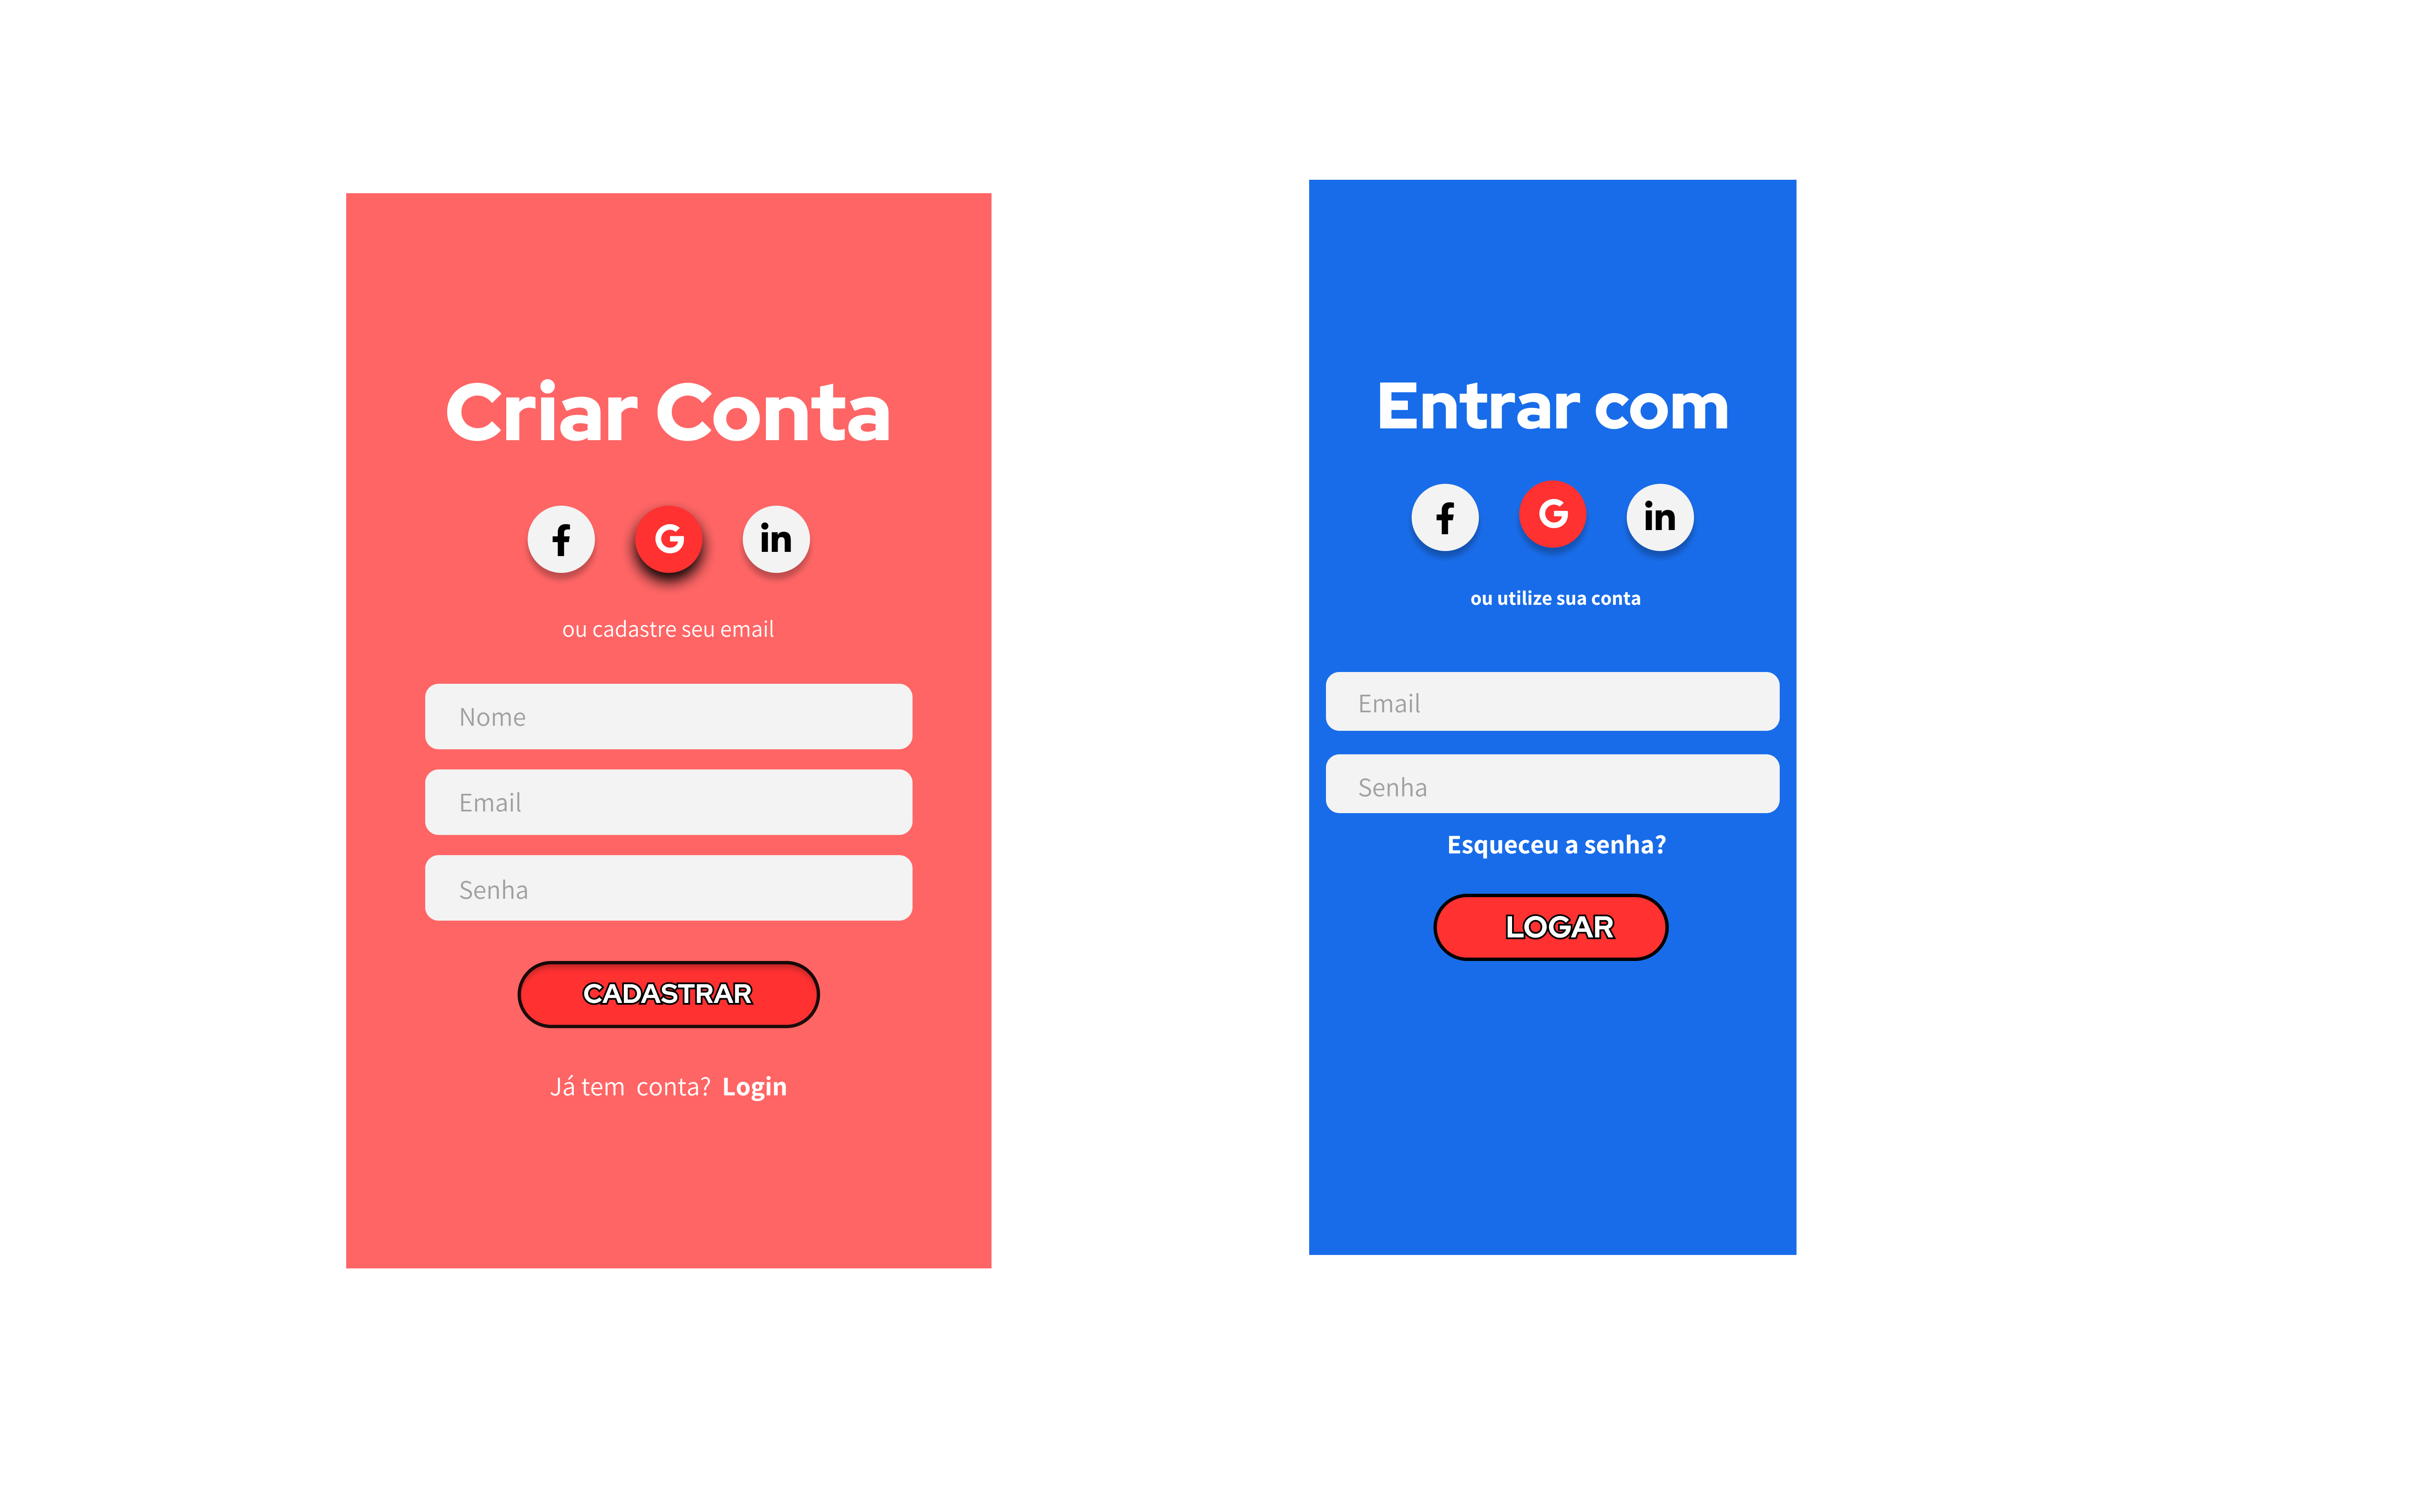 Criar Conta
f G in
ou cadastre seu email
Nome
Email
Senha
CADASTRAR
Já tem conta? Login
Entrar com
f G in
ou utilize sua conta
Email
Senha
Esqueceu a senha?
LOGAR